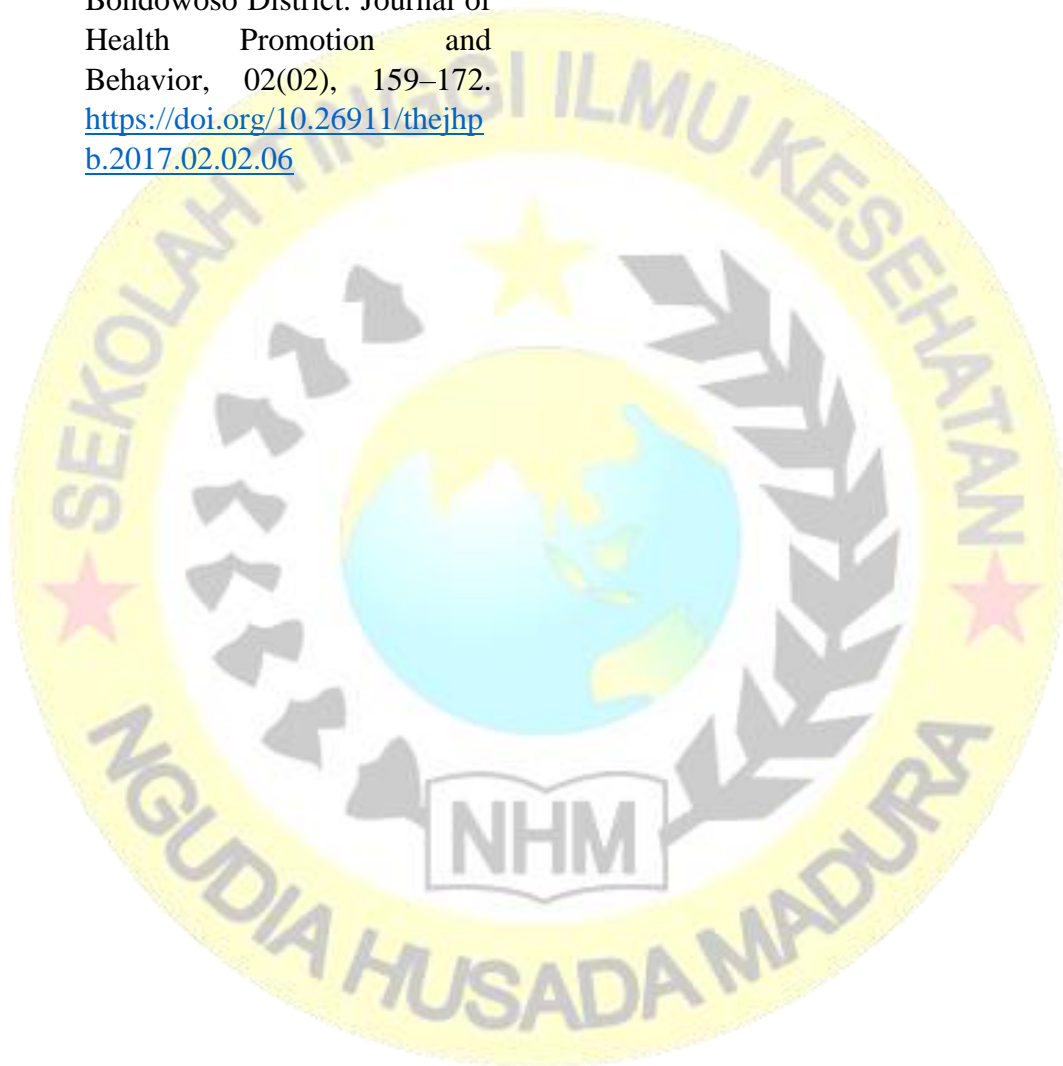 Bondowoso District. Journal of
Health Promotion and
Behavior, 02(02), 159–172.
https://doi.org/10.26911/thejhp
b.2017.02.02.06
SEKOLAH TINGGI ILMU KESEHATAN
NHM
NGUDIA HUSADA MADURA